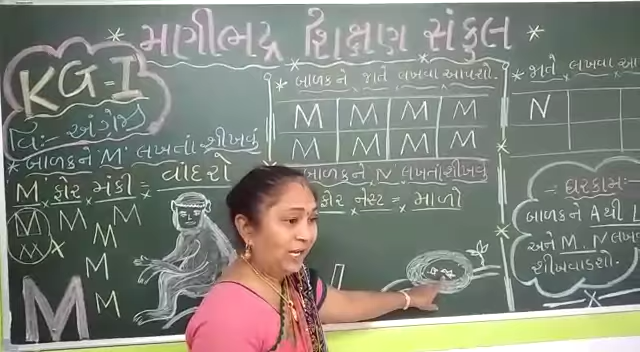 માણીભદ્ર શિક્ષણ સંકુલ
KG-I
વિ:- અંગ્રેજી
* બાળકને 'M' લખતાં શીખવું
'M' ફોર મંકી = વાંદરો
M M M
M
M
M
M
* બાળકને જાતે લખવા આપશો.
M M M M
M M M M
બાળકને 'N' લખતાં શીખવું
ફોર નેસ્ટ = માળો
* જાતે લખવા આ
N
ઘરકામ:-
બાળકને A થી
અને M, N લખ
શીખવાડશો.